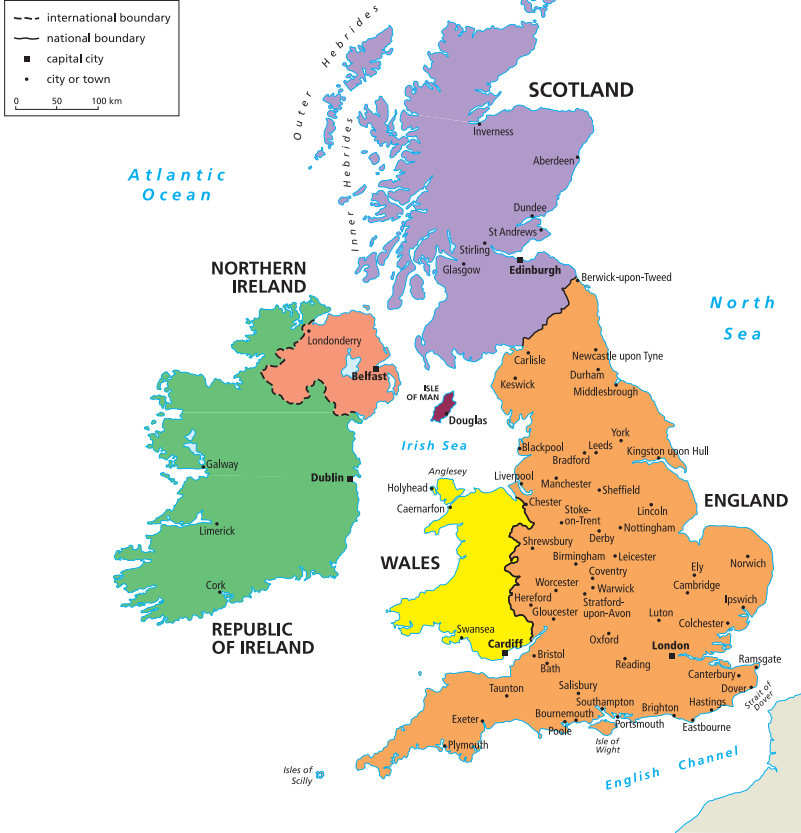 international boundary
national boundary
capital city
city or town
0 50 100 km
Outer Hebrides
Inner Hebrides
SCOTLAND
Inverness
Aberdeen
Atlantic
Ocean
Dundee
St Andrews
Stirling
Glasgow
Edinburgh
Berwick-upon-Tweed
NORTHERN
IRELAND
North
Sea
Londonderry
Belfast
Carlisle
Newcastle upon Tyne
Durham
Keswick
Middlesbrough
ISLE
OF MAN
Douglas
Irish Sea
York
Blackpool
Leeds
Kingston upon Hull
Bradford
Galway
Dublin
Anglesey
Holyhead
Caernarfon
Liverpool
Manchester
Sheffield
ENGLAND
Chester
Stoke-
on-Trent
Lincoln
Nottingham
Derby
Limerick
Shrewsbury
WALES
Birmingham
Leicester
Ely
Norwich
Coventry
Cambridge
Worcester
Warwick
Cork
Hereford
Stratford-
upon-Avon
Ipswich
Gloucester
Luton
Colchester
REPUBLIC
OF IRELAND
Swansea
Cardiff
Oxford
London
Bristol
Bath
Reading
Ramsgate
Canterbury
Dover
Strait of
Dover
Taunton
Salisbury
Southampton
Hastings
Brighton
Bournemouth
Portsmouth
Eastbourne
Exeter
Poole
Isle of
Wight
Plymouth
English Channel
Isles of
Scilly